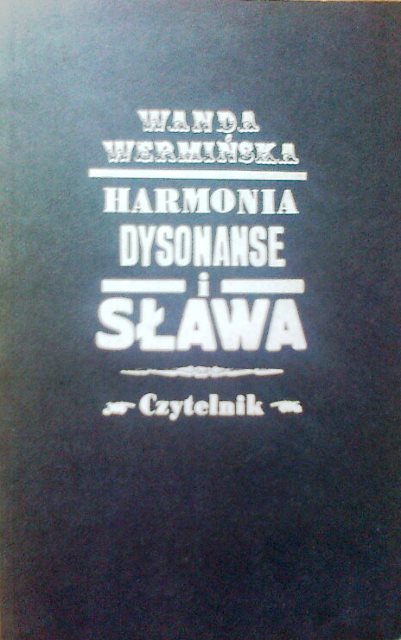 WANDA
WERMIŃSKA
HARMONIA
DYSONANSE
i
SŁAWA
Czytelnik